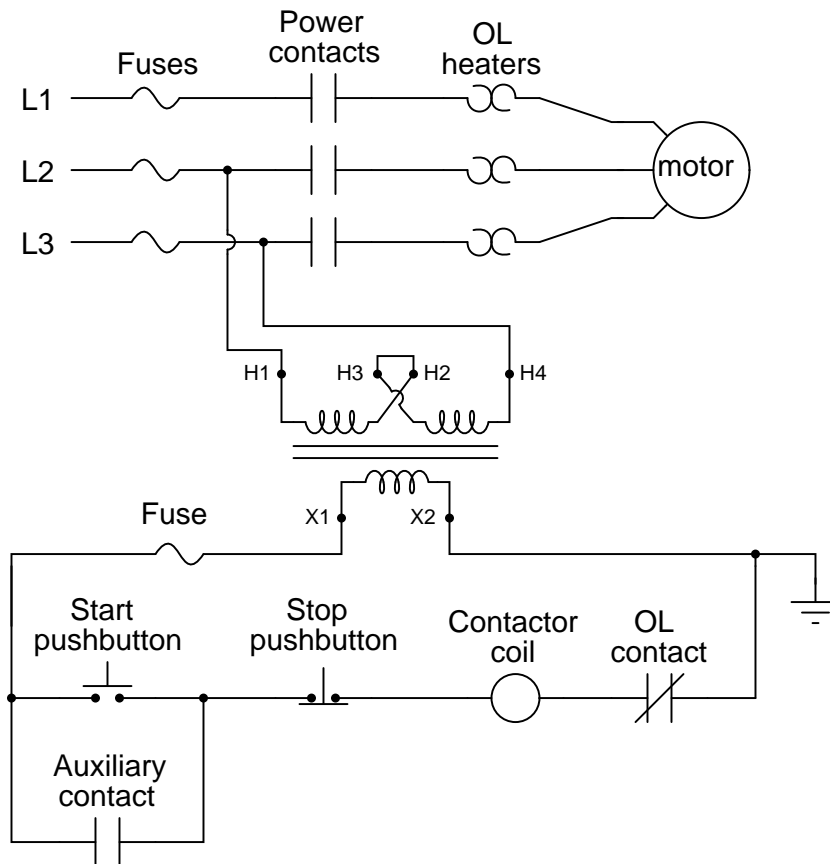 Power
contacts
OL
heaters
Fuses
L1
L2
motor
L3
H1
H3
H2
H4
X1
X2
Fuse
Start
pushbutton
Stop
pushbutton
Contactor
coil
OL
contact
Auxiliary
contact